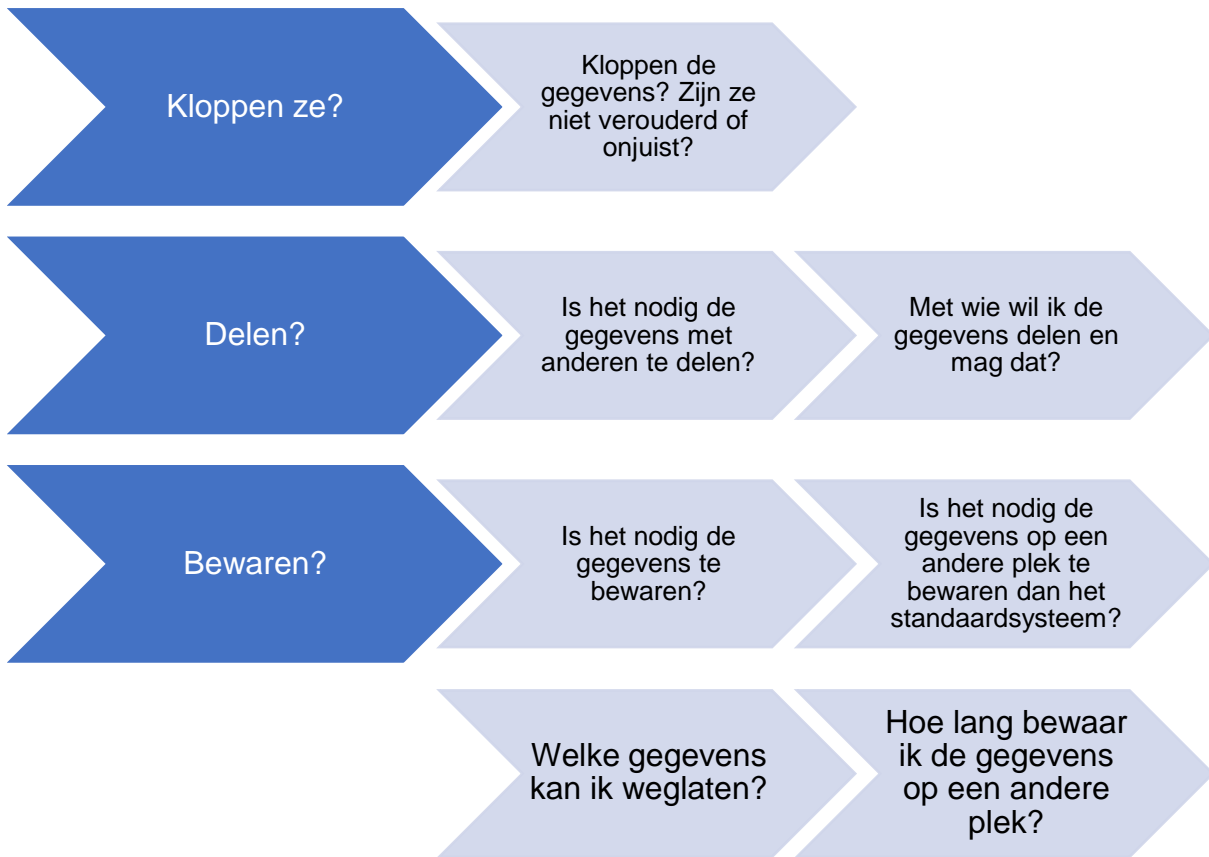 Kloppen ze?
Kloppen de
gegevens? Zijn ze
niet verouderd of
onjuist?
Delen?
Is het nodig de
gegevens met
anderen te delen?
Met wie wil ik de
gegevens delen en
mag dat?
Bewaren?
Is het nodig de
gegevens te
bewaren?
Is het nodig de
gegevens op een
andere plek te
bewaren dan het
standaardsysteem?
Welke gegevens
kan ik weglaten?
Hoe lang bewaar
ik de gegevens
op een andere
plek?